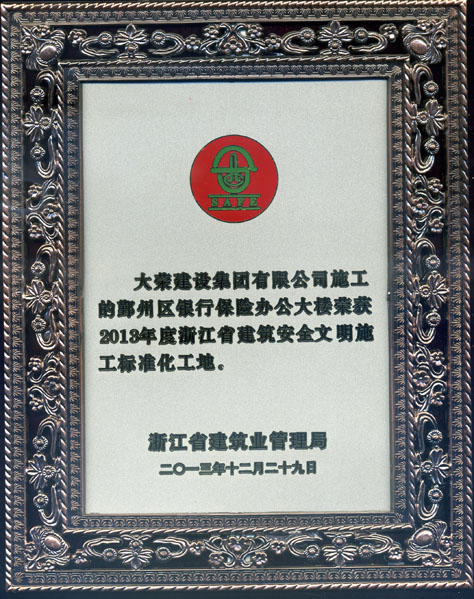 SAFE
大荣建设集团有限公司施工
的鄞州区银行保险办公大楼荣获
2013年度浙江省建筑安全文明施
工标准化工地。
浙江省建筑业管理局
二〇一三年十二月二十九日